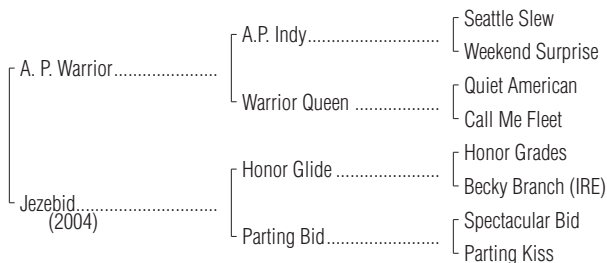 Seattle Slew
A.P. Indy
Weekend Surprise
A. P. Warrior
Quiet American
Warrior Queen
Call Me Fleet
Honor Grades
Honor Glide
Becky Branch (IRE)
Jezebid
(2004)
Spectacular Bid
Parting Bid
Parting Kiss